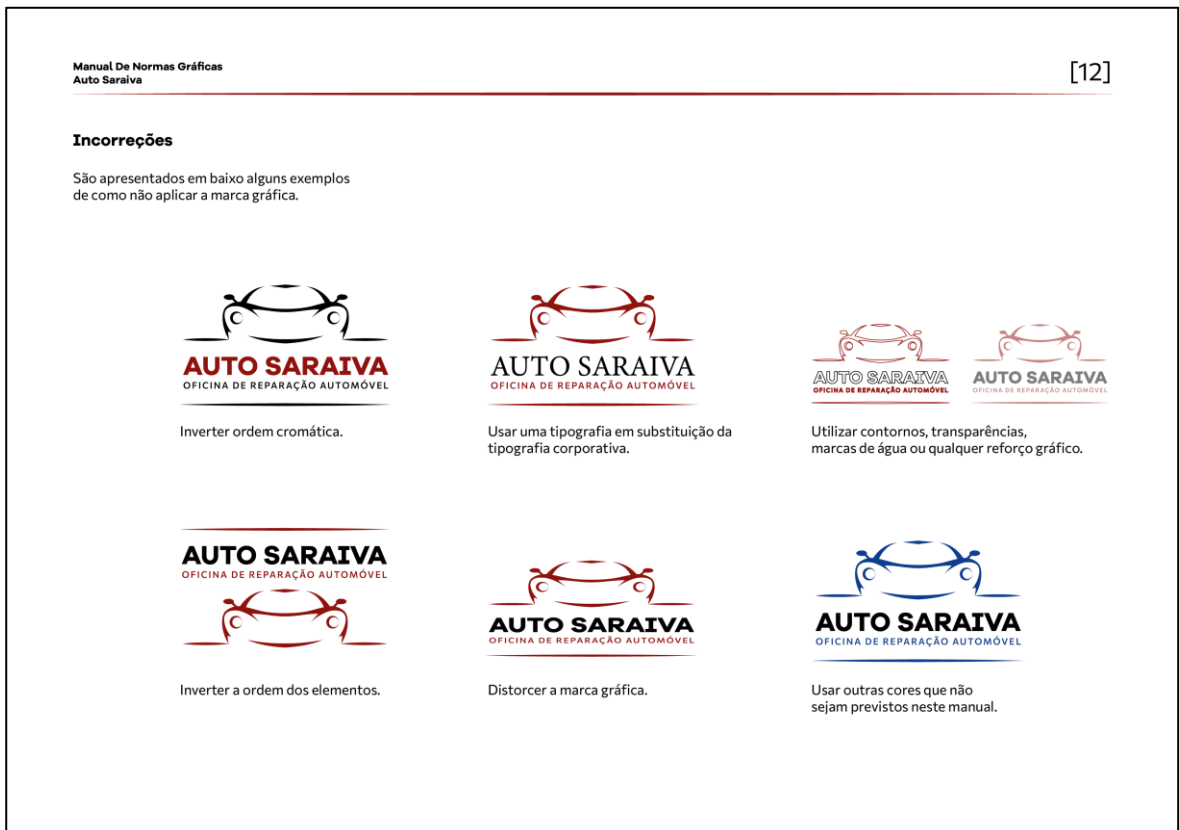 Manual De Normas Gráficas
Auto Saraiva
[12]
Incorreções
São apresentados em baixo alguns exemplos
de como não aplicar a marca gráfica.
AUTO SARAIVA
OFICINA DE REPARAÇÃO AUTOMÓVEL
Inverter ordem cromática.
AUTO SARAIVA
OFICINA DE REPARAÇÃO AUTOMÓVEL
Usar uma tipografia em substituição da
tipografia corporativa.
AUTO SARAIVA
OFICINA DE REPARAÇÃO AUTOMÓVEL
AUTO SARAIVA
OFICINA DE REPARAÇÃO AUTOMÓVEL
Utilizar contornos, transparências,
marcas de água ou qualquer reforço gráfico.
AUTO SARAIVA
OFICINA DE REPARAÇÃO AUTOMÓVEL
Inverter a ordem dos elementos.
AUTO SARAIVA
OFICINA DE REPARAÇÃO AUTOMÓVEL
Distorcer a marca gráfica.
AUTO SARAIVA
OFICINA DE REPARAÇÃO AUTOMÓVEL
Usar outras cores que não
sejam previstos neste manual.